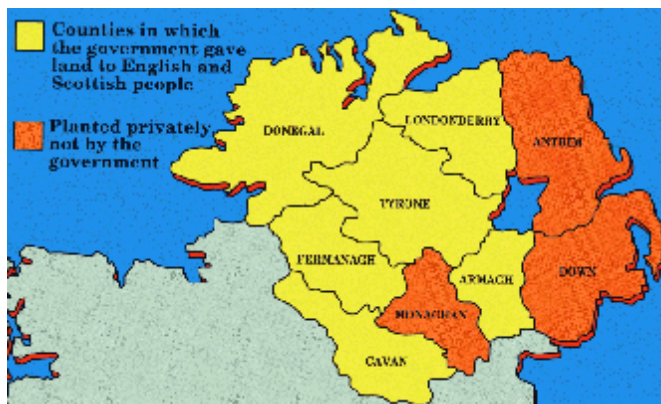 Counties in which
the government gave
land to English and
Scottish people
Planted privately
not by the
government
DONEGAL
LONDONDERRY
ANTRIM
TYRONE
FERMANAGH
ARMAGH
DOWN
MONAGHAN
CAVAN